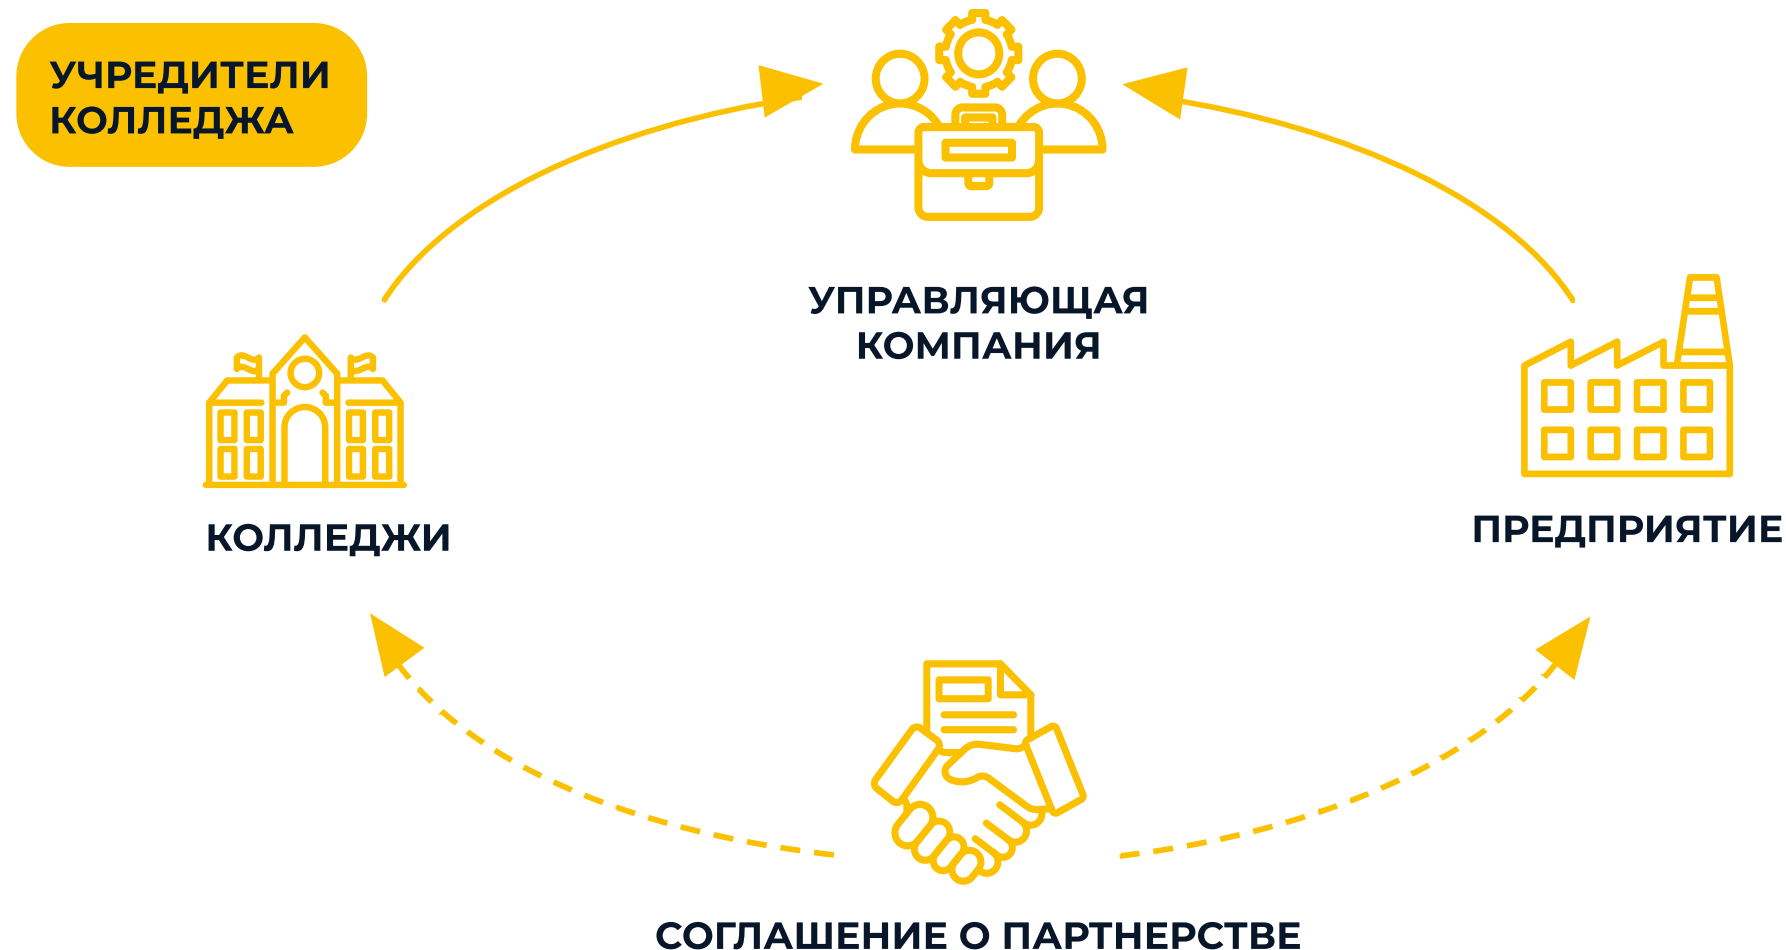 УЧРЕДИТЕЛИ
КОЛЛЕДЖА
УПРАВЛЯЮЩАЯ
КОМПАНИЯ
КОЛЛЕДЖИ
ПРЕДПРИЯТИЕ
СОГЛАШЕНИЕ О ПАРТНЕРСТВЕ